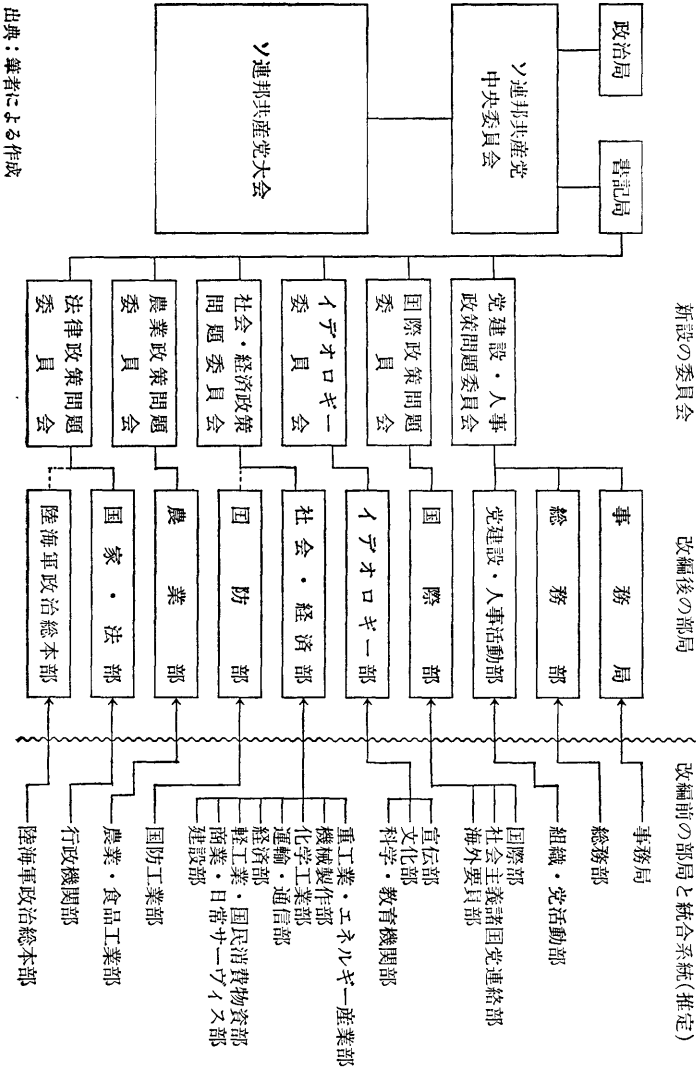 政治局
書記局
ソ連邦共産党
中央委員会
ソ連邦共産党大会
新設の委員会
党建設・人事
政策問題委員会
国際政策問題
委員会
イデオロギー
委員会
社会・経済政策
問題委員会
農業政策問題
委員会
法律政策問題
委員会
改編後の部局
事務局
総務部
党建設・人事活動部
国際部
イデオロギー部
社会・経済部
国防部
農業部
国家・法部
陸海軍政治総本部
改編前の部局と統合系統(推定)
事務局
総務部
組織・党活動部
国際部
社会主義諸国党連絡部
海外要員部
宣伝部
文化部
科学・教育機関部
重工業・エネルギー産業部
機械製作部
化学工業部
運輸・通信部
経済部
軽工業・国民消費物資部
商業・日常サーヴィス部
建設部
国防工業部
農業・食品工業部
行政機関部
陸海軍政治総本部
出典:筆者による作成